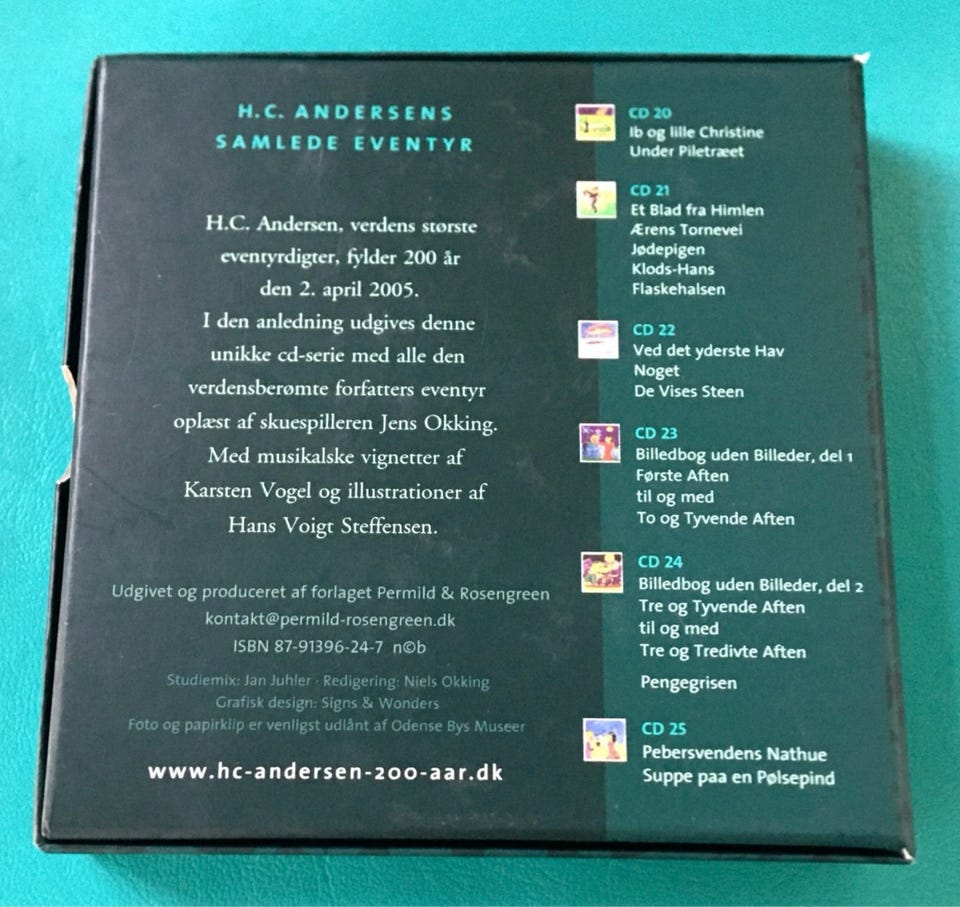 H.C. ANDERSENS
SAMLEDE EVENTYR
H.C. Andersen, verdens største
eventyrdigter, fylder 200 år
den 2. april 2005.
I den anledning udgives denne
unikke cd-serie med alle den
verdensberømte forfatters eventyr
oplæst af skuespilleren Jens Okking.
Med musikalske vignetter af
Karsten Vogel og illustrationer af
Hans Voigt Steffensen.
Udgivet og produceret af forlaget Permild & Rosengreen
kontakt@permild-rosengreen.dk
ISBN 87-91396-24-7 n©b
Studiemix: Jan Juhler · Redigering: Niels Okking
Grafisk design: Signs & Wonders
Foto og papirklip er venligst udlånt af Odense Bys Museer
www.hc-andersen-200-aar.dk
CD 20
Ib og lille Christine
Under Piletræet
CD 21
Et Blad fra Himlen
Ærens Tornevei
Jødepigen
Klods-Hans
Flaskehalsen
CD 22
Ved det yderste Hav
Noget
De Vises Steen
CD 23
Billedbog uden Billeder, del 1
Første Aften
til og med
To og Tyvende Aften
CD 24
Billedbog uden Billeder, del 2
Tre og Tyvende Aften
til og med
Tre og Tredivte Aften
Pengegrisen
CD 25
Pebersvendens Nathue
Suppe paa en Pølsepind